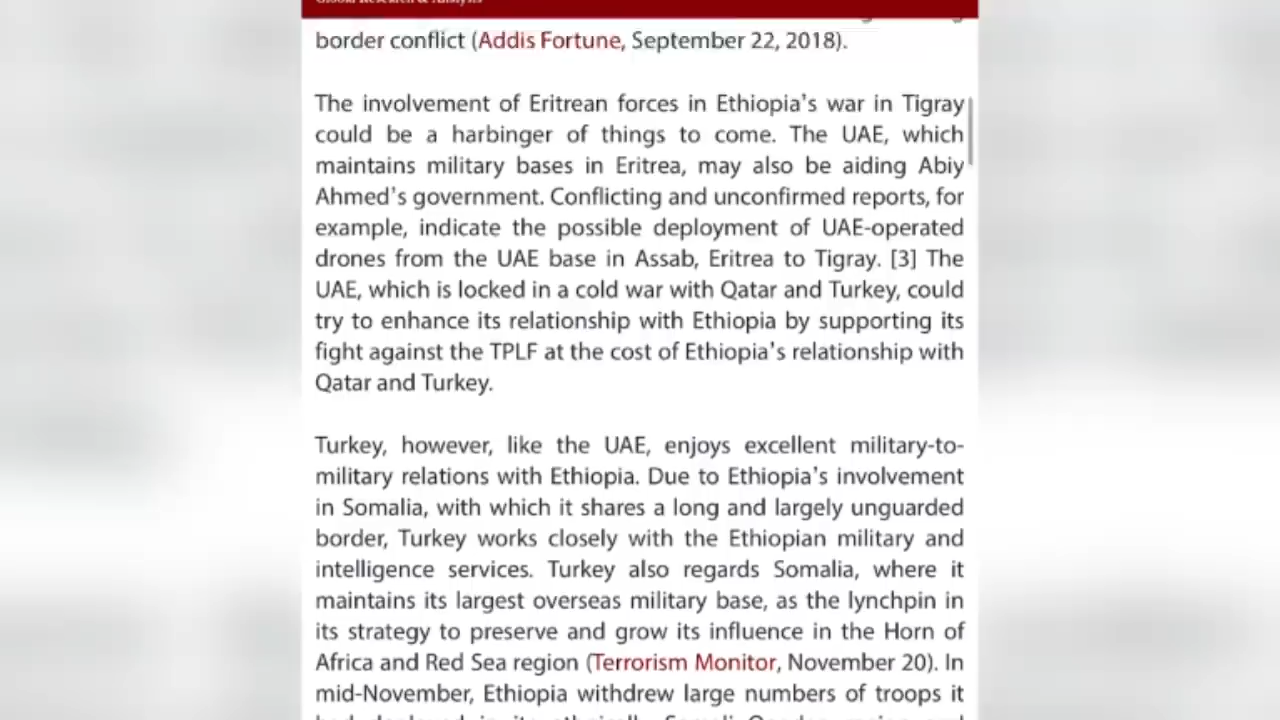 border conflict (Addis Fortune, September 22, 2018).
The involvement of Eritrean forces in Ethiopia's war in Tigray
could be a harbinger of things to come. The UAE, which
maintains military bases in Eritrea, may also be aiding Abiy
Ahmed's government. Conflicting and unconfirmed reports, for
example, indicate the possible deployment of UAE-operated
drones from the UAE base in Assab, Eritrea to Tigray. [3] The
UAE, which is locked in a cold war with Qatar and Turkey, could
try to enhance its relationship with Ethiopia by supporting its
fight against the TPLF at the cost of Ethiopia's relationship with
Qatar and Turkey.
Turkey, however, like the UAE, enjoys excellent military-to-
military relations with Ethiopia. Due to Ethiopia's involvement
in Somalia, with which it shares a long and largely unguarded
border, Turkey works closely with the Ethiopian military and
intelligence services. Turkey also regards Somalia, where it
maintains its largest overseas military base, as the lynchpin in
its strategy to preserve and grow its influence in the Horn of
Africa and Red Sea region (Terrorism Monitor, November 20). In
mid-November, Ethiopia withdrew large numbers of troops it